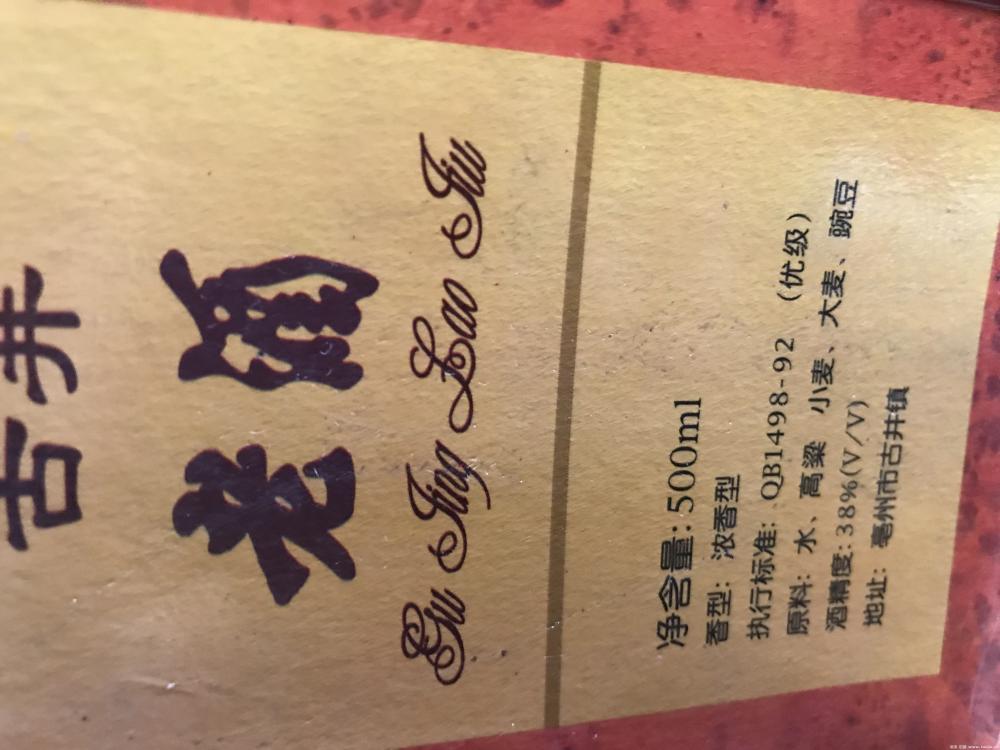 古井
老酒
Gu Jing Lao Jiu
净含量:500ml
香型: 浓香型
执行标准: QB1498-92 (优级)
原料: 水、高粱 小麦、大麦、豌豆
酒精度:38%(V/V)
地址: 亳州市古井镇